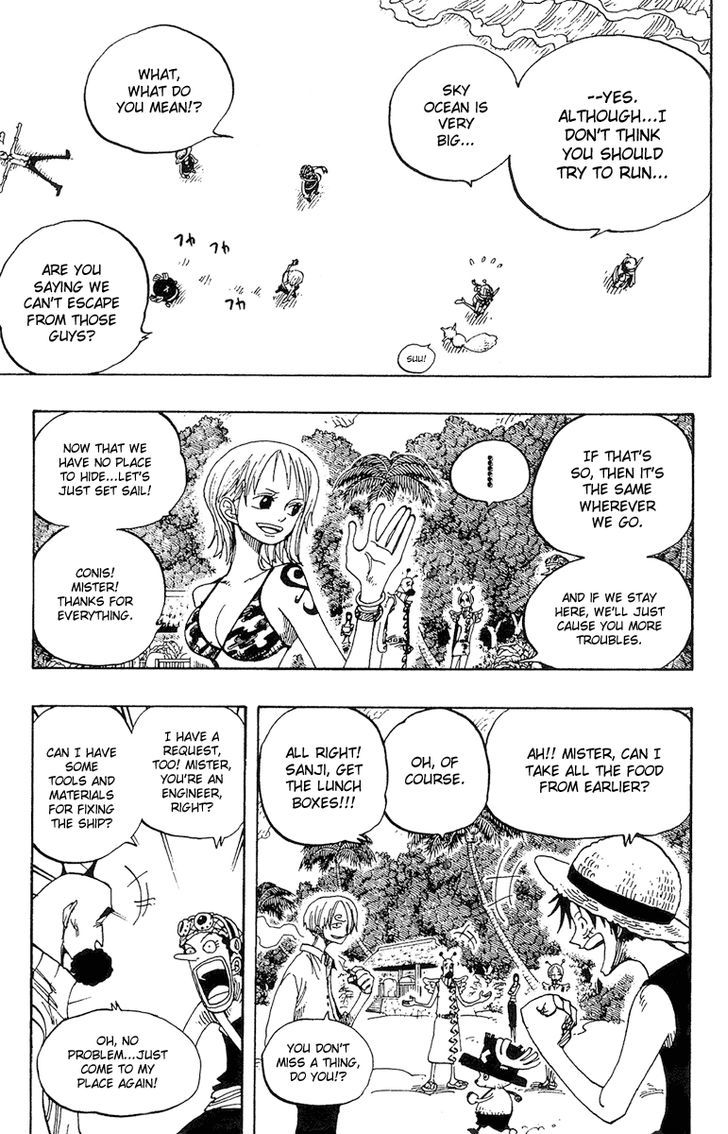 --YES.
ALTHOUGH...I
DON'T THINK
YOU SHOULD
TRY TO RUN...
SKY
OCEAN IS
VERY
BIG...
WHAT,
WHAT DO
YOU MEAN!?
ARE YOU
SAYING WE
CAN'T ESCAPE
FROM THOSE
GUYS?
フャ
フャ
フャ
SUU!
IF THAT'S
SO, THEN IT'S
THE SAME
WHEREVER
WE GO.
AND IF WE STAY
HERE, WE'LL JUST
CAUSE YOU MORE
TROUBLES.
NOW THAT WE
HAVE NO PLACE
TO HIDE...LET'S
JUST SET SAIL!
CONIS!
MISTER!
THANKS FOR
EVERYTHING.
AH!! MISTER, CAN I
TAKE ALL THE FOOD
FROM EARLIER?
OH, OF
COURSE.
ALL RIGHT!
SANJI, GET
THE LUNCH
BOXES!!!
YOU DON'T
MISS A THING,
DO YOU!?
I HAVE A
REQUEST,
TOO! MISTER,
YOU'RE AN
ENGINEER,
RIGHT?
CAN I HAVE
SOME
TOOLS AND
MATERIALS
FOR FIXING
THE SHIP?
OH, NO
PROBLEM...JUST
COME TO MY
PLACE AGAIN!